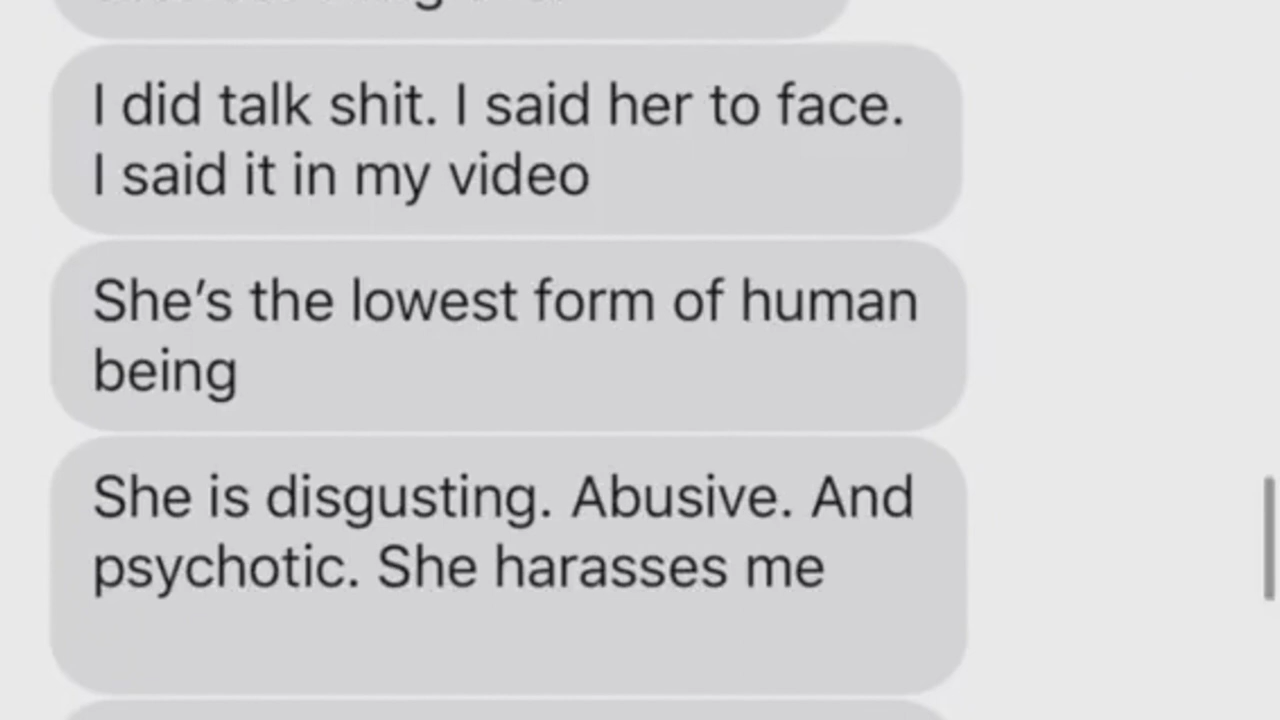 I did talk shit. I said her to face.
I said it in my video
She's the lowest form of human
being
She is disgusting. Abusive. And
psychotic. She harasses me